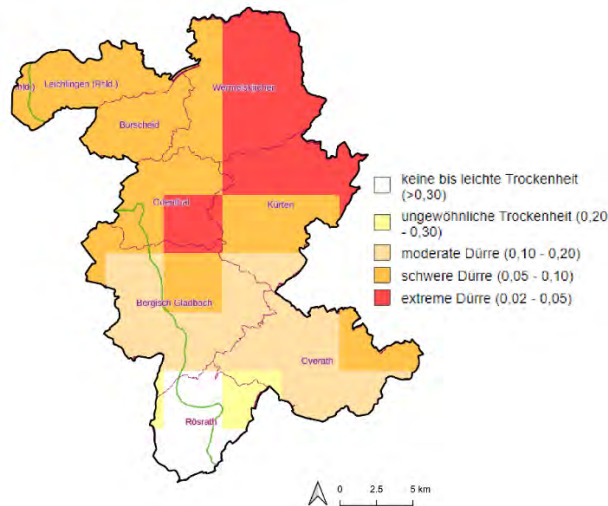 hld.)
Leichlingen (Rhld.)
Wermelskirchen
Burscheid
Odenthal
Kürten
Bergisch Gladbach
Overath
Rösrath
keine bis leichte Trockenheit
(>0,30)
ungewöhnliche Trockenheit (0,20
- 0,30)
moderate Dürre (0,10 - 0,20)
schwere Dürre (0,05 - 0,10)
extreme Dürre (0,02 - 0,05)
0 2.5 5 km